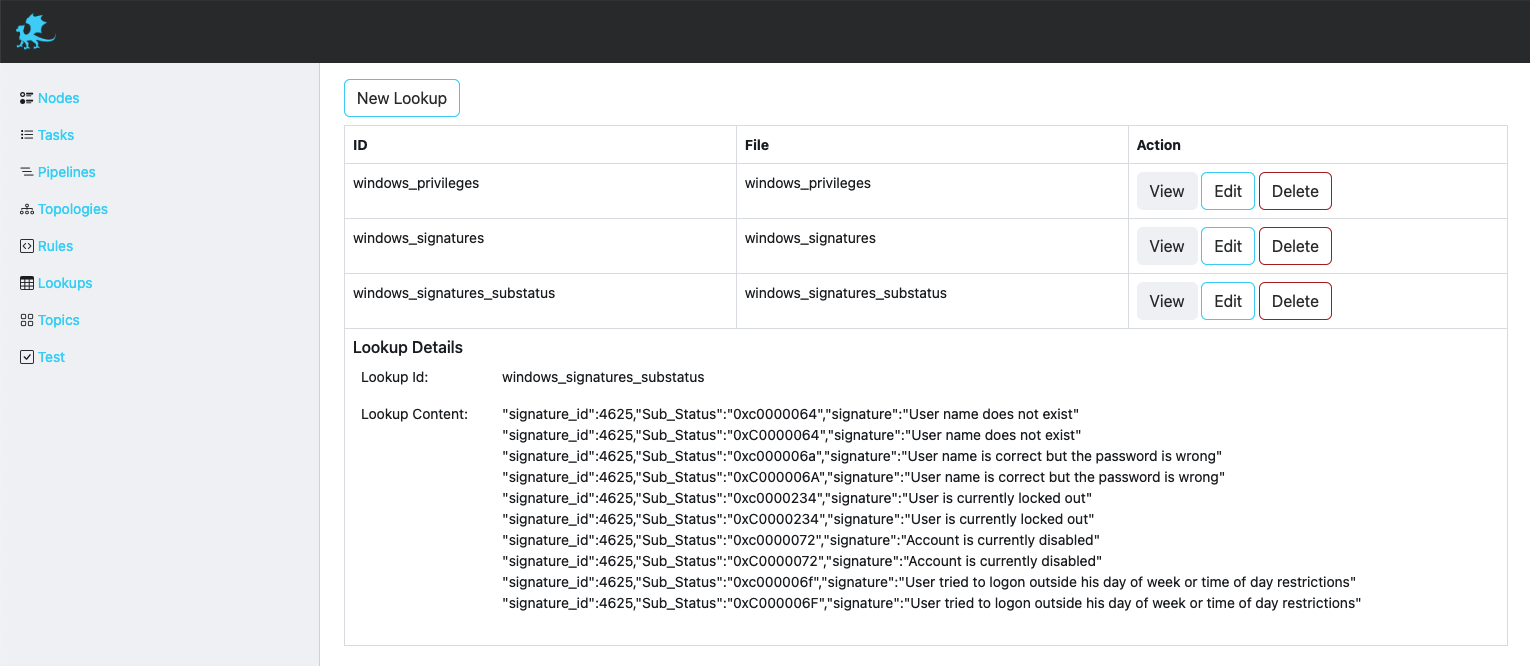 Nodes
Tasks
Pipelines
Topologies
Rules
Lookups
Topics
Test
New Lookup
ID File Action
windows_privileges windows_privileges View Edit Delete
windows_signatures windows_signatures View Edit Delete
windows_signatures_substatus windows_signatures_substatus View Edit Delete
Lookup Details
Lookup Id: windows_signatures_substatus
Lookup Content: "signature_id":4625,"Sub_Status":"0xc0000064","signature":"User name does not exist"
"signature_id":4625,"Sub_Status":"0xC0000064","signature":"User name does not exist"
"signature_id":4625,"Sub_Status":"0xc000006a","signature":"User name is correct but the password is wrong"
"signature_id":4625,"Sub_Status":"0xC000006A","signature":"User name is correct but the password is wrong"
"signature_id":4625,"Sub_Status":"0xc0000234","signature":"User is currently locked out"
"signature_id":4625,"Sub_Status":"0xC0000234","signature":"User is currently locked out"
"signature_id":4625,"Sub_Status":"0xc0000072","signature":"Account is currently disabled"
"signature_id":4625,"Sub_Status":"0xC0000072","signature":"Account is currently disabled"
"signature_id":4625,"Sub_Status":"0xc000006f","signature":"User tried to logon outside his day of week or time of day restrictions"
"signature_id":4625,"Sub_Status":"0xC000006F","signature":"User tried to logon outside his day of week or time of day restrictions"